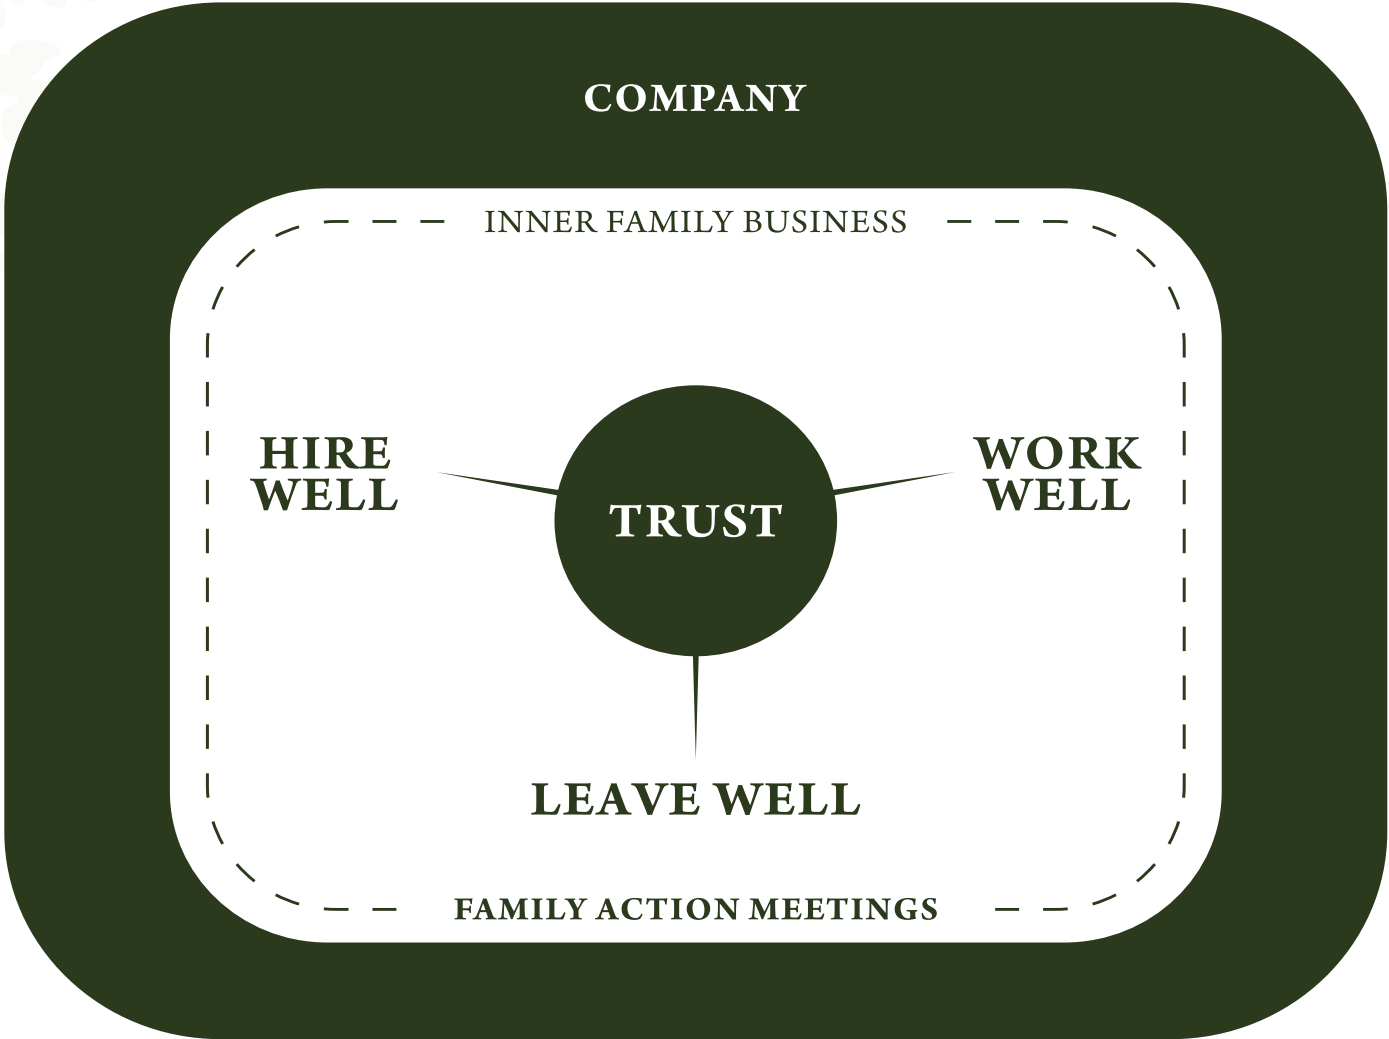 COMPANY
INNER FAMILY BUSINESS
HIRE
WELL
WORK
WELL
TRUST
LEAVE WELL
FAMILY ACTION MEETINGS